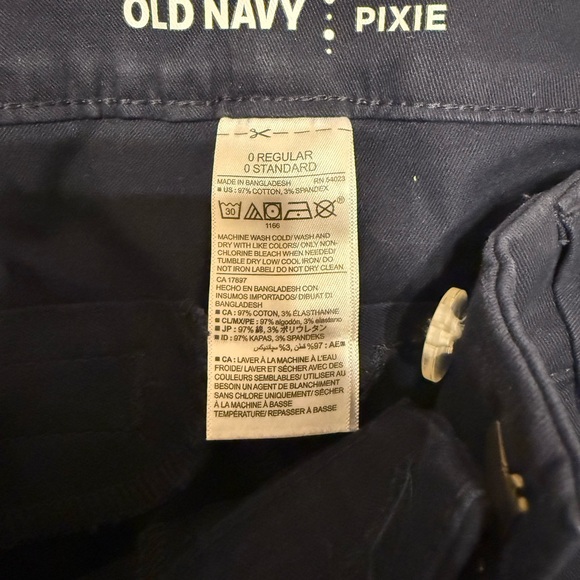 OLD NAVY PIXIE
0 REGULAR
0 STANDARD
MADE IN BANGLADESH RN 54023
■ US: 97% COTTON, 3% SPANDEX
30 ®
1166
MACHINE WASH COLD/ WASH AND
DRY WITH LIKE COLORS/ ONLY NON-
CHLORINE BLEACH WHEN NEEDED/
TUMBLE DRY LOW/ COOL IRON/ DO
NOT IRON LABEL/ DO NOT DRY CLEAN
CA 17897
HECHO EN BANGLADESH CON
INSUMOS IMPORTADOS/ DIBUAT DI
BANGLADESH
■ CA: 97% COTON, 3% ÉLASTHANNE
■ CL/MX/PE: 97% algodón, 3% elastano
■ JP: 97% 綿, 3% ポリウレタン
■ ID: 97% KAPAS, 3% SPANDEKS
■ AE: 97% قطن, 3% سباندكس
■ CA: LAVER À LA MACHINE À L'EAU
FROIDE/ LAVER ET SÉCHER AVEC DES
COULEURS SEMBLABLES/ UTILISER AU
BESOIN UN AGENT DE BLANCHIMENT
SANS CHLORE UNIQUEMENT/ SÉCHER
À LA MACHINE À BASSE
TEMPÉRATURE/ REPASSER À BASSE